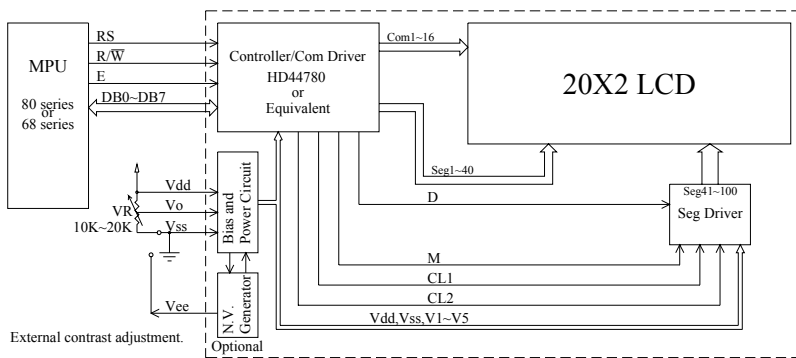 MPU
80 series
or
68 series
RS
R/W̅
E
DB0~DB7
Controller/Com Driver
HD44780
or
Equivalent
Com1~16
20X2 LCD
Seg1~40
Seg41~100
Seg Driver
D
M
CL1
CL2
Vdd,Vss,V1~V5
Vdd
Vo
Vss
VR
10K~20K
Bias and
Power Circuit
Vee
N.V.
Generator
Optional
External contrast adjustment.